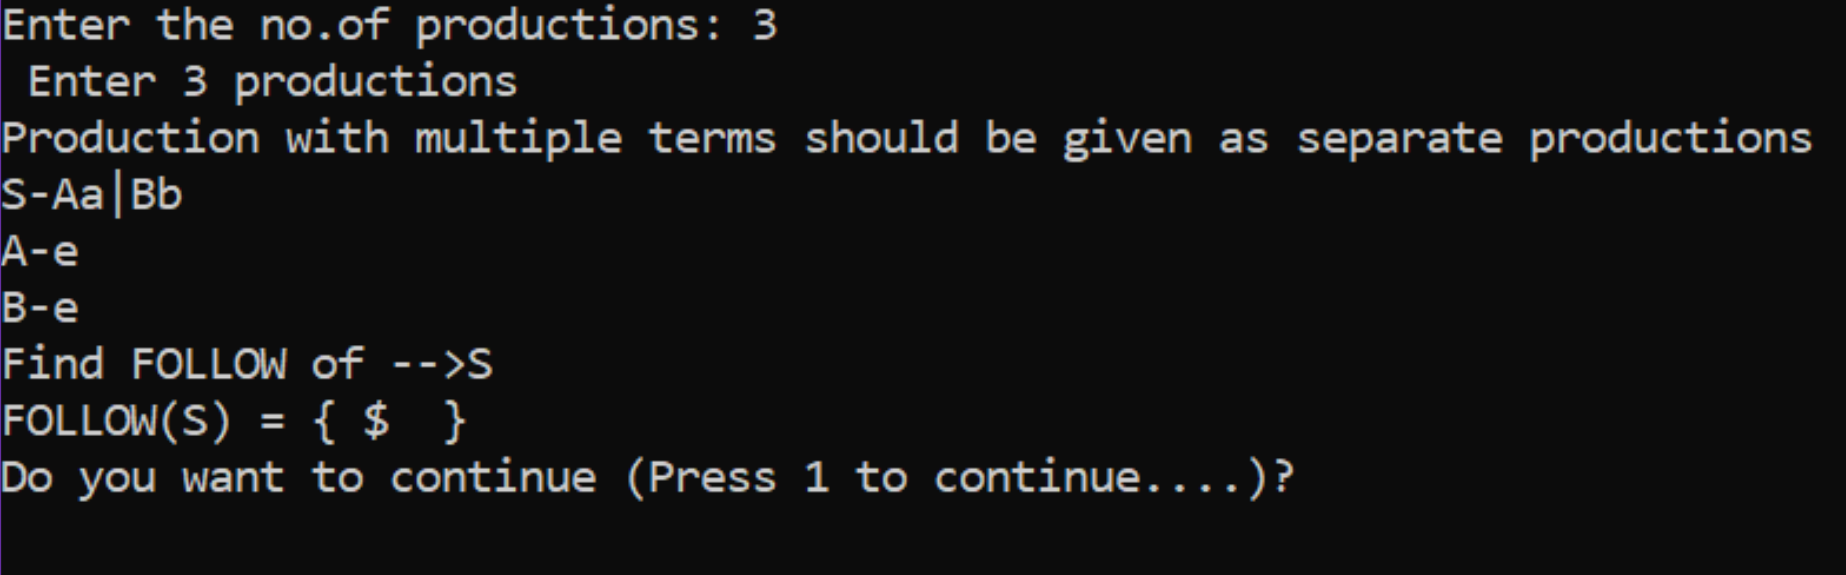 Enter the no.of productions: 3
Enter 3 productions
Production with multiple terms should be given as separate productions
S-Aa|Bb
A-e
B-e
Find FOLLOW of -->S
FOLLOW(S) = { $  }
Do you want to continue (Press 1 to continue....)?